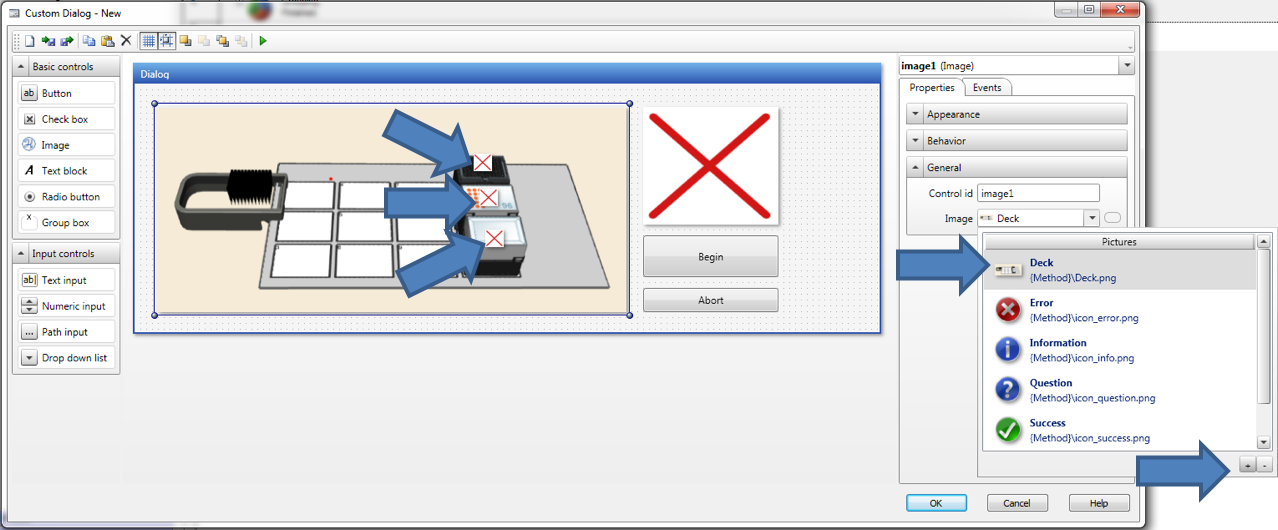 Custom Dialog - New
Basic controls
ab Button
Check box
Image
A Text block
Radio button
x Group box
Input controls
ab| Text input
Numeric input
... Path input
Drop down list
Dialog
96
Begin
Abort
image1 (Image)
Properties Events
Appearance
Behavior
General
Control id image1
Image Deck
Pictures
Deck
{Method}\Deck.png
Error
{Method}\icon_error.png
Information
{Method}\icon_info.png
Question
{Method}\icon_question.png
Success
{Method}\icon_success.png
+ -
OK Cancel Help